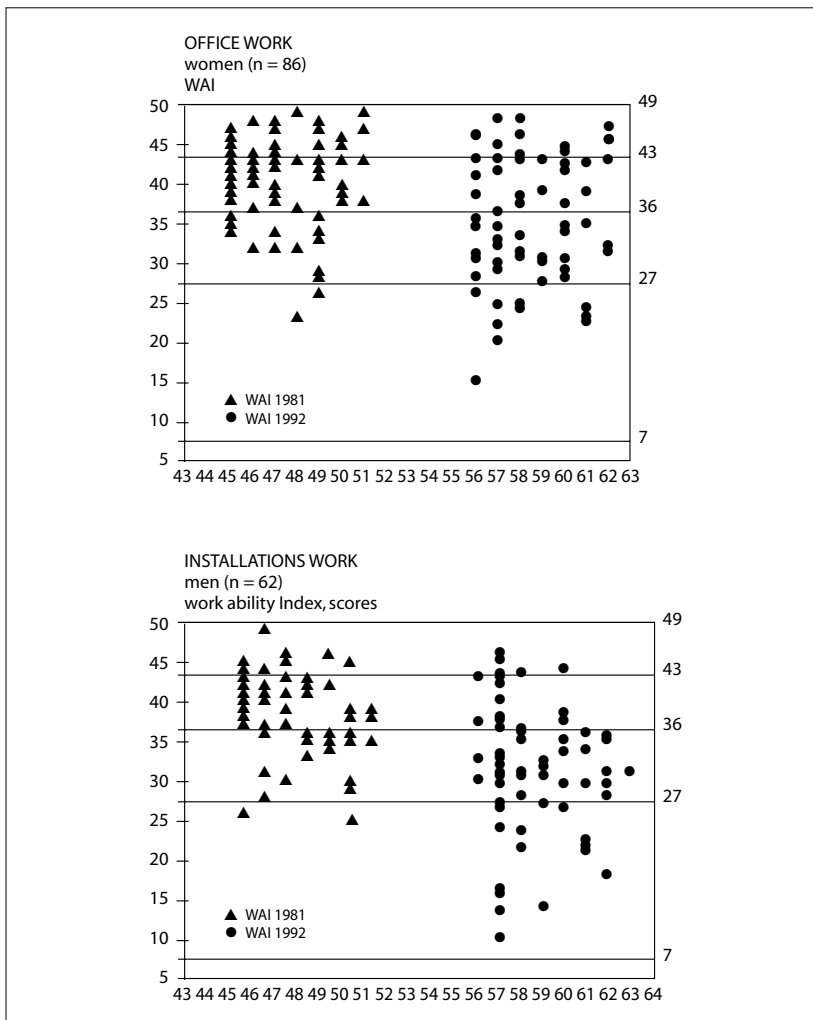 OFFICE WORK
women (n = 86)
WAI
50 49
45
43
40
35 36
30
27
25
20
15
▲ WAI 1981
10 ● WAI 1992
7
5
43 44 45 46 47 48 49 50 51 52 53 54 55 56 57 58 59 60 61 62 63
INSTALLATIONS WORK
men (n = 62)
work ability Index, scores
50 49
45
43
40
36
35
30
27
25
20
15
▲ WAI 1981
10 ● WAI 1992
7
5
43 44 45 46 47 48 49 50 51 52 53 54 55 56 57 58 59 60 61 62 63 64